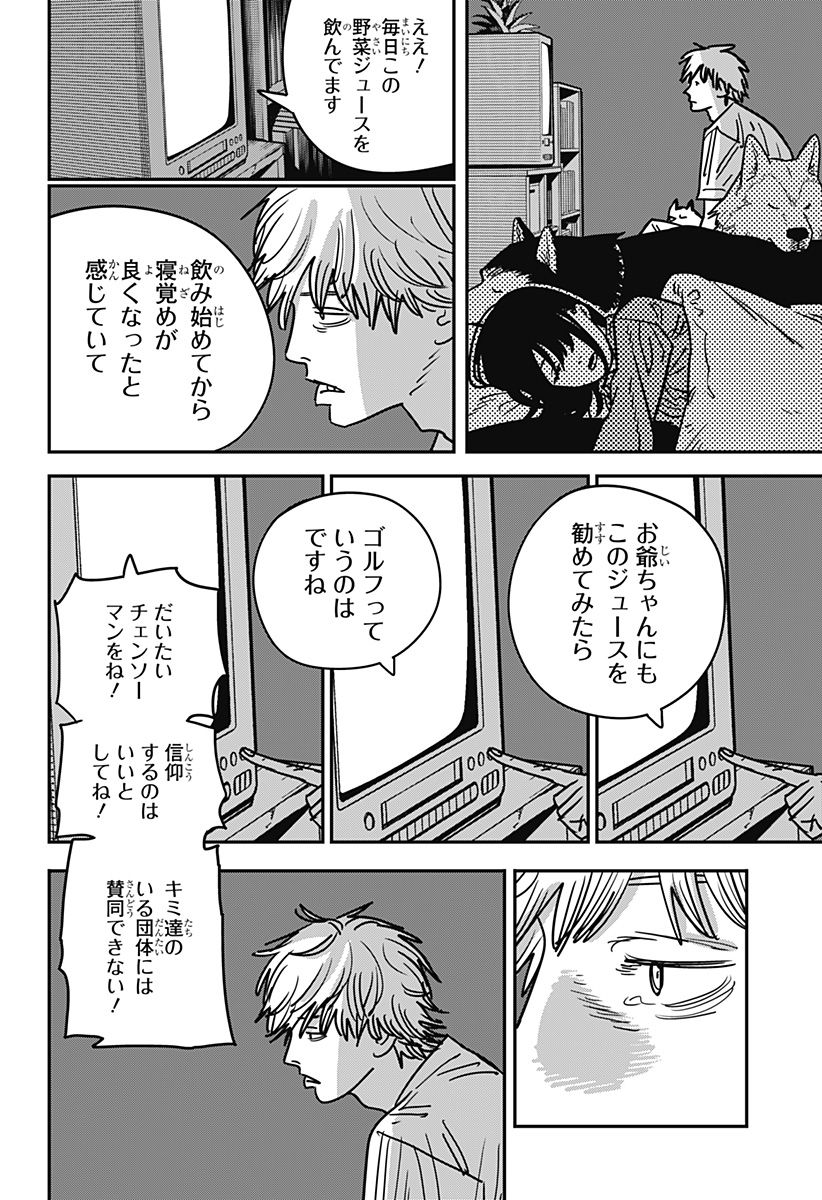 ええ！
毎日この
野菜ジュースを
飲んでます
飲み始めてから
寝覚めが
良くなったと
感じていて
お爺ちゃんにも
このジュースを
勧めてみたら
ゴルフって
いうのは
ですね
だいたい
チェンソー
マンをね！
信仰
するのは
いいと
してね！
キミ達の
いる団体には
賛同できない！